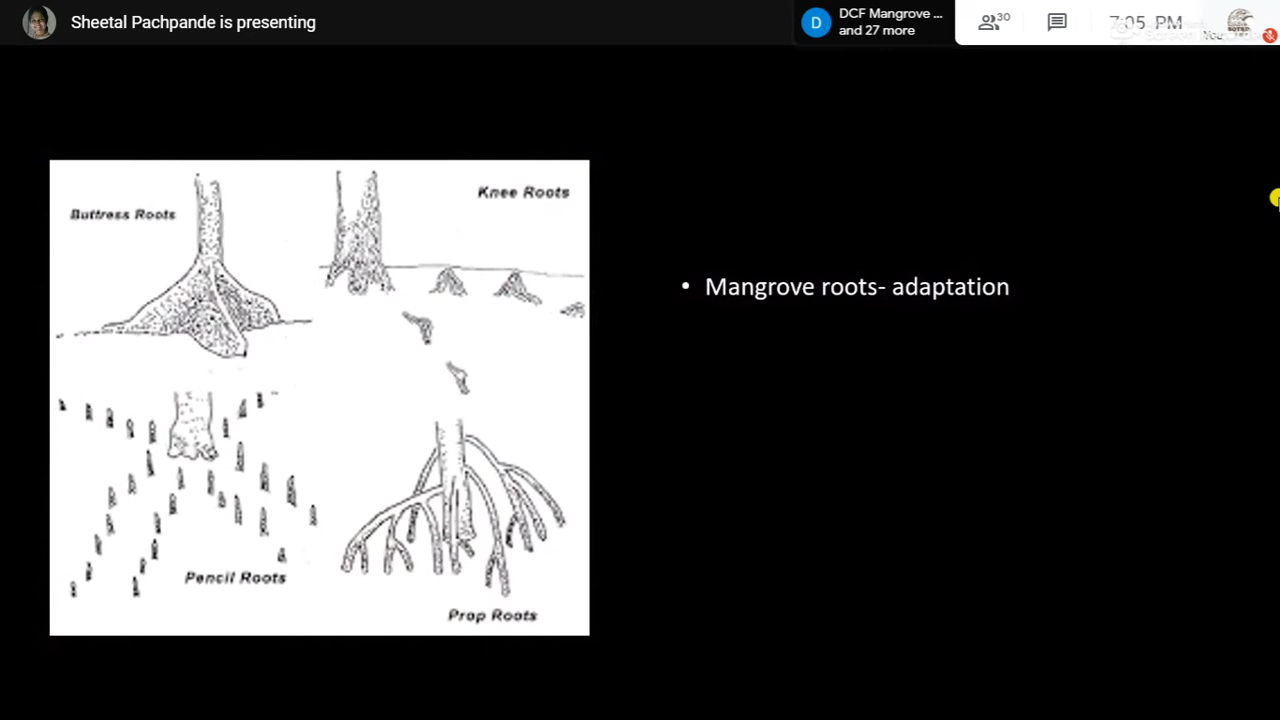 Sheetal Pachpande is presenting
D
DCF Mangrove ...
and 27 more
30
7:05 PM
You
Buttress Roots
Knee Roots
• Mangrove roots- adaptation
Pencil Roots
Prop Roots